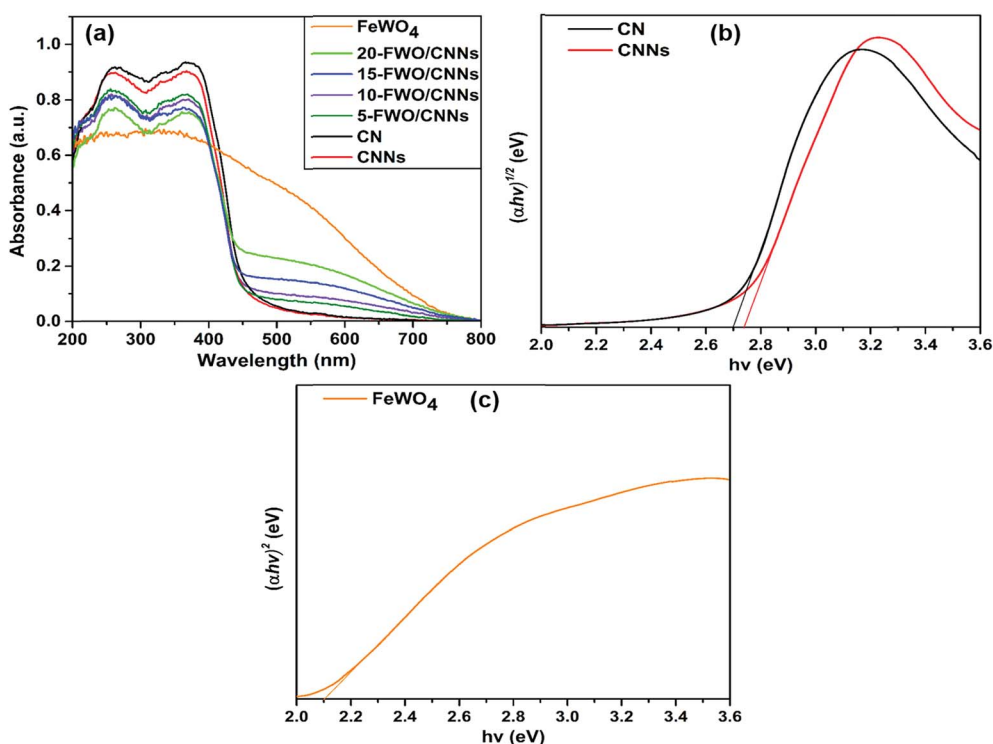 (a)
FeWO4
20-FWO/CNNs
15-FWO/CNNs
10-FWO/CNNs
5-FWO/CNNs
CN
CNNs
Absorbance (a.u.)
1.0
0.8
0.6
0.4
0.2
0.0
200 300 400 500 600 700 800
Wavelength (nm)
(b)
CN
CNNs
(αhv)1/2 (eV)
2.0 2.2 2.4 2.6 2.8 3.0 3.2 3.4 3.6
hv (eV)
FeWO4 (c)
(αhv)2 (eV)
2.0 2.2 2.4 2.6 2.8 3.0 3.2 3.4 3.6
hv (eV)